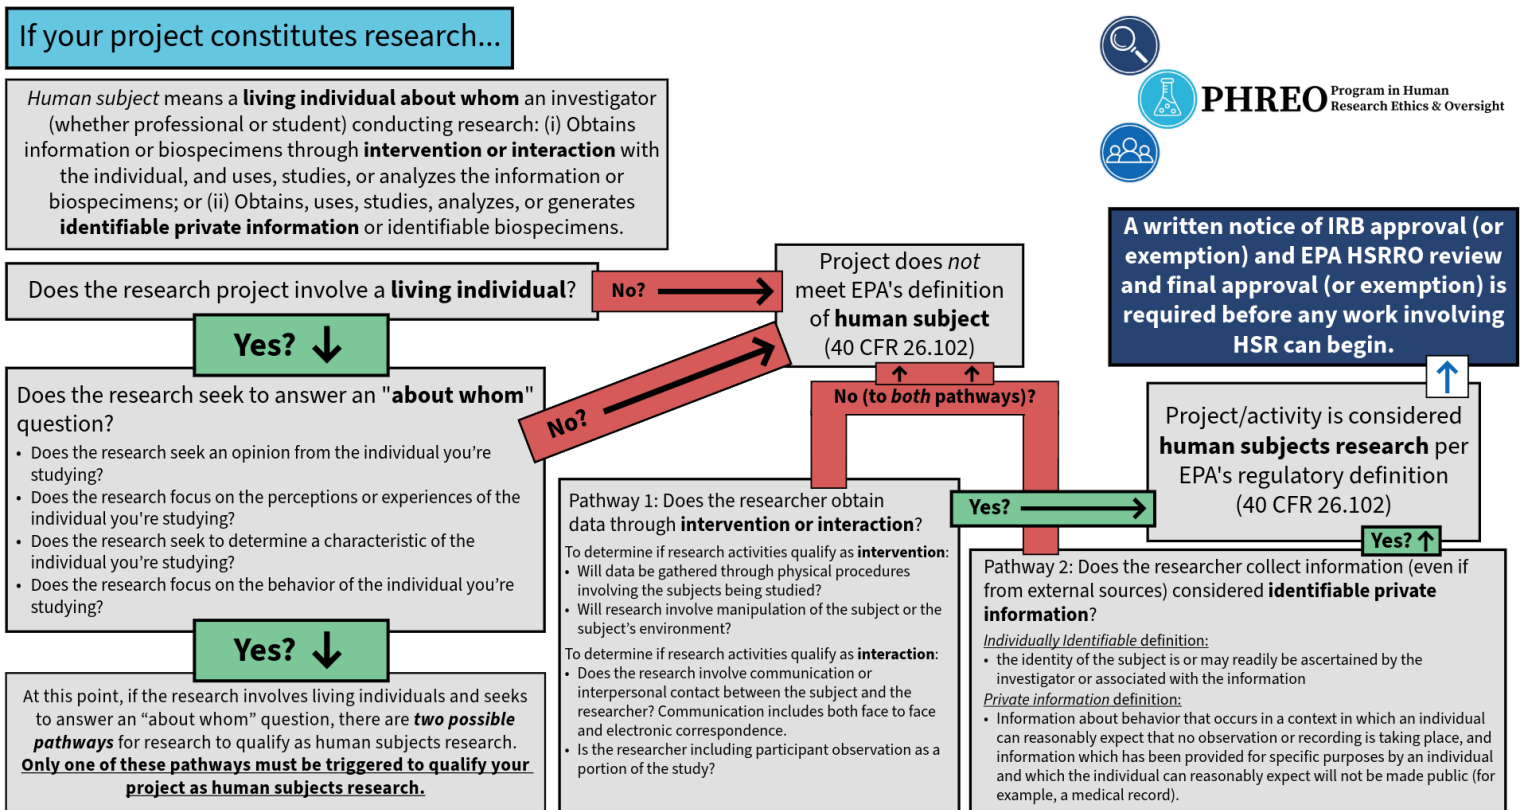 If your project constitutes research...
Human subject means a living individual about whom an investigator
(whether professional or student) conducting research: (i) Obtains
information or biospecimens through intervention or interaction with
the individual, and uses, studies, or analyzes the information or
biospecimens; or (ii) Obtains, uses, studies, analyzes, or generates
identifiable private information or identifiable biospecimens.
PHREO
Program in Human
Research Ethics & Oversight
Does the research project involve a living individual?
No?
Project does not
meet EPA's definition
of human subject
(40 CFR 26.102)
A written notice of IRB approval (or
exemption) and EPA HSRRO review
and final approval (or exemption) is
required before any work involving
HSR can begin.
Yes?
Does the research seek to answer an "about whom"
question?
• Does the research seek an opinion from the individual you’re
studying?
• Does the research focus on the perceptions or experiences of the
individual you're studying?
• Does the research seek to determine a characteristic of the
individual you’re studying?
• Does the research focus on the behavior of the individual you’re
studying?
No?
No (to both pathways)?
Project/activity is considered
human subjects research per
EPA's regulatory definition
(40 CFR 26.102)
Yes?
At this point, if the research involves living individuals and seeks
to answer an “about whom” question, there are two possible
pathways for research to qualify as human subjects research.
Only one of these pathways must be triggered to qualify your
project as human subjects research.
Pathway 1: Does the researcher obtain
data through intervention or interaction?
To determine if research activities qualify as intervention:
• Will data be gathered through physical procedures
involving the subjects being studied?
• Will research involve manipulation of the subject or the
subject’s environment?
To determine if research activities qualify as interaction:
• Does the research involve communication or
interpersonal contact between the subject and the
researcher? Communication includes both face to face
and electronic correspondence.
• Is the researcher including participant observation as a
portion of the study?
Yes?
Yes?
Pathway 2: Does the researcher collect information (even if
from external sources) considered identifiable private
information?
Individually Identifiable definition:
• the identity of the subject is or may readily be ascertained by the
investigator or associated with the information
Private information definition:
• Information about behavior that occurs in a context in which an individual
can reasonably expect that no observation or recording is taking place, and
information which has been provided for specific purposes by an individual
and which the individual can reasonably expect will not be made public (for
example, a medical record).